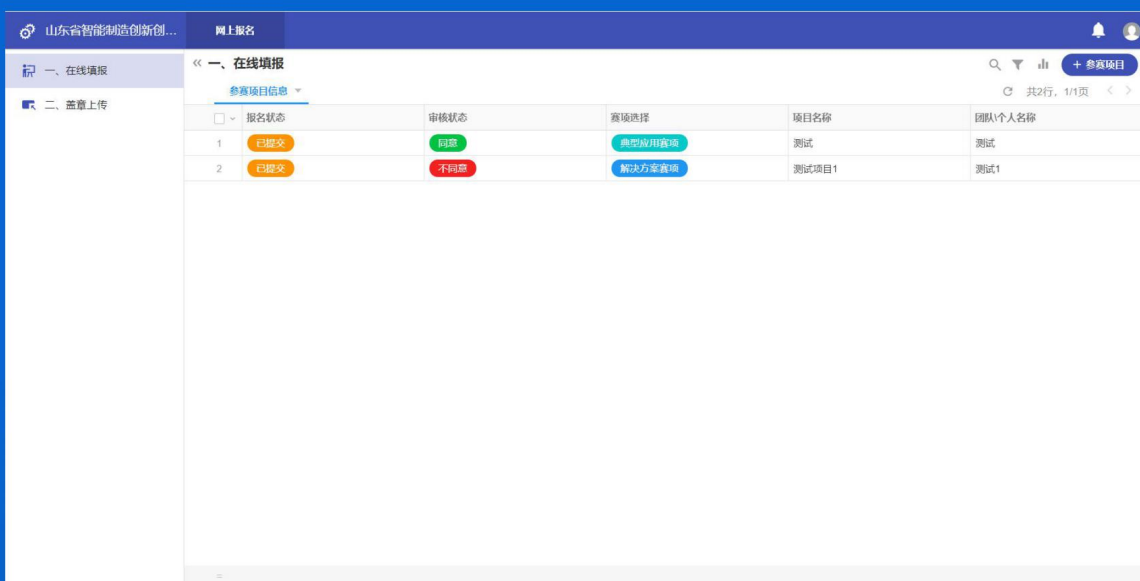 山东省智能制造创新创... 网上报名
一、在线填报
二、盖章上传
« 一、在线填报 + 参赛项目
参赛项目信息 共2行，1/1页
报名状态 审核状态 赛项选择 项目名称 团队\个人名称
1 已提交 同意 典型应用赛项 测试 测试
2 已提交 不同意 解决方案赛项 测试项目1 测试1